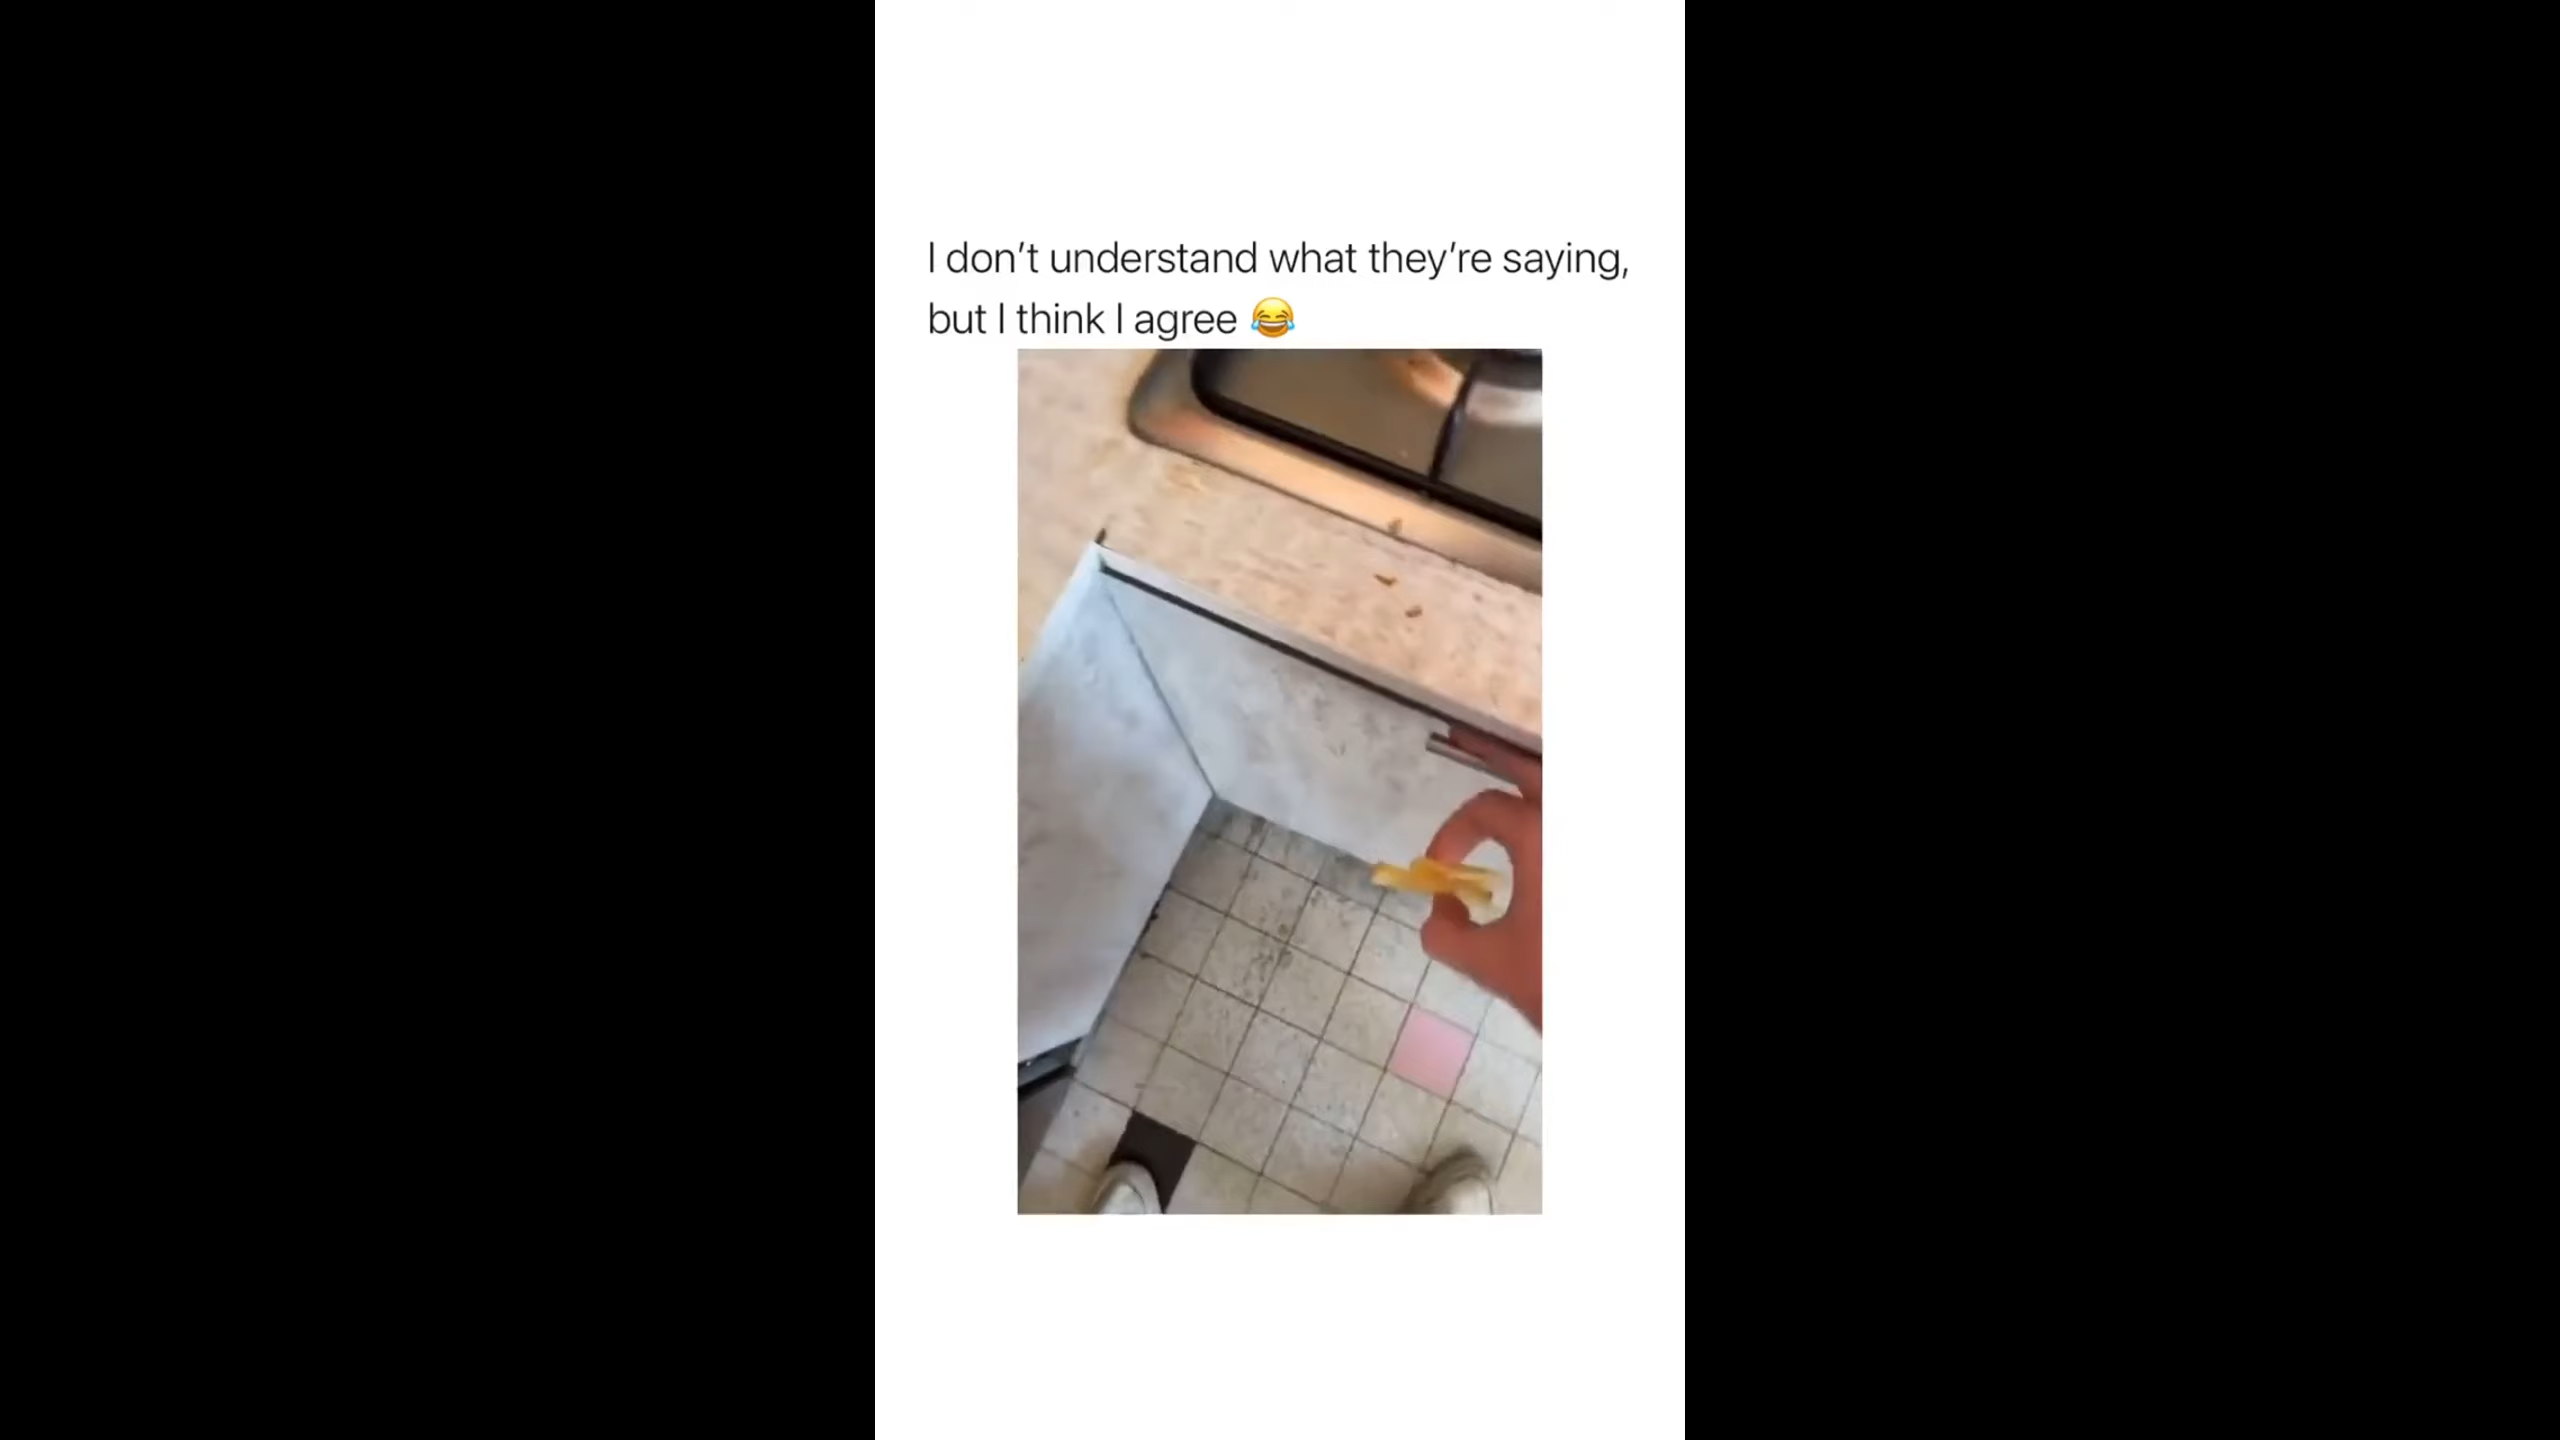 I don’t understand what they’re saying,
but I think I agree 😂